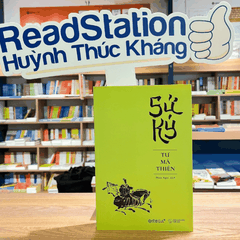 ReadStation
Huỳnh Thúc Kháng
SỬ
KÝ
TƯ
MÃ
THIÊN